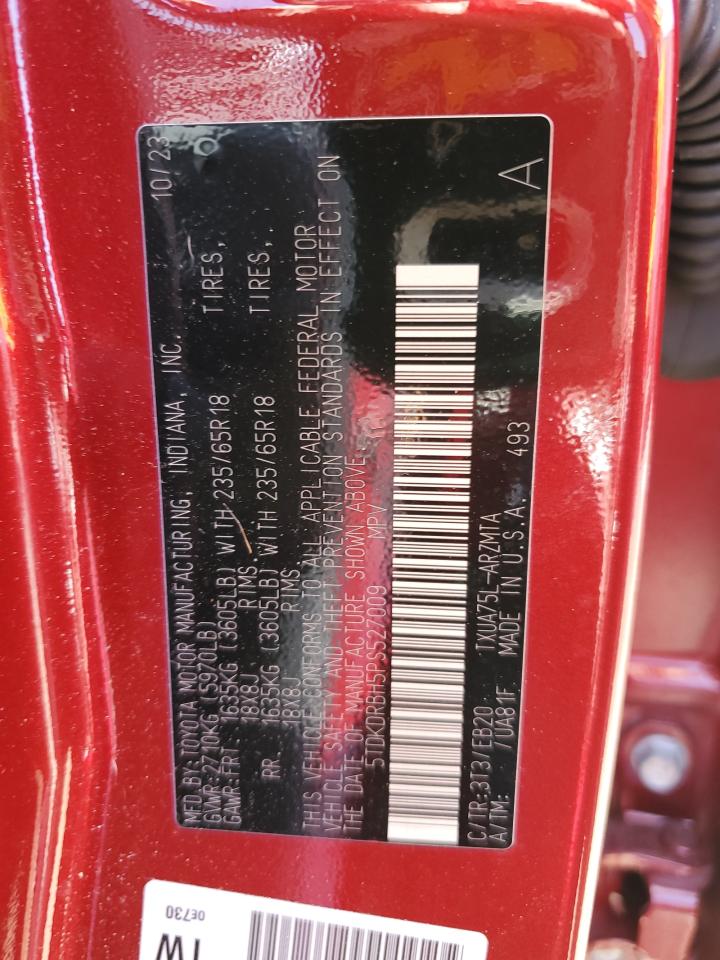 MFD BY: TOYOTA MOTOR MANUFACTURING, INDIANA, INC. 10/23
GVWR: 2710KG (5970LB)
GAWR: FRT 1635KG (3605LB) WITH 235/65R18 TIRES,
18X8J RIMS,
RR 1635KG (3605LB) WITH 235/65R18 TIRES,
18X8J RIMS
THIS VEHICLE CONFORMS TO ALL APPLICABLE FEDERAL MOTOR
VEHICLE SAFETY AND THEFT PREVENTION STANDARDS IN EFFECT ON
THE DATE OF MANUFACTURE SHOWN ABOVE.
5TDKDRBH5PS527009 MPV
C/TR: 3T3 /EB20 TXUA75L-ARZMTA A
A/TM: /UA81F MADE IN U.S.A. 493
0E730